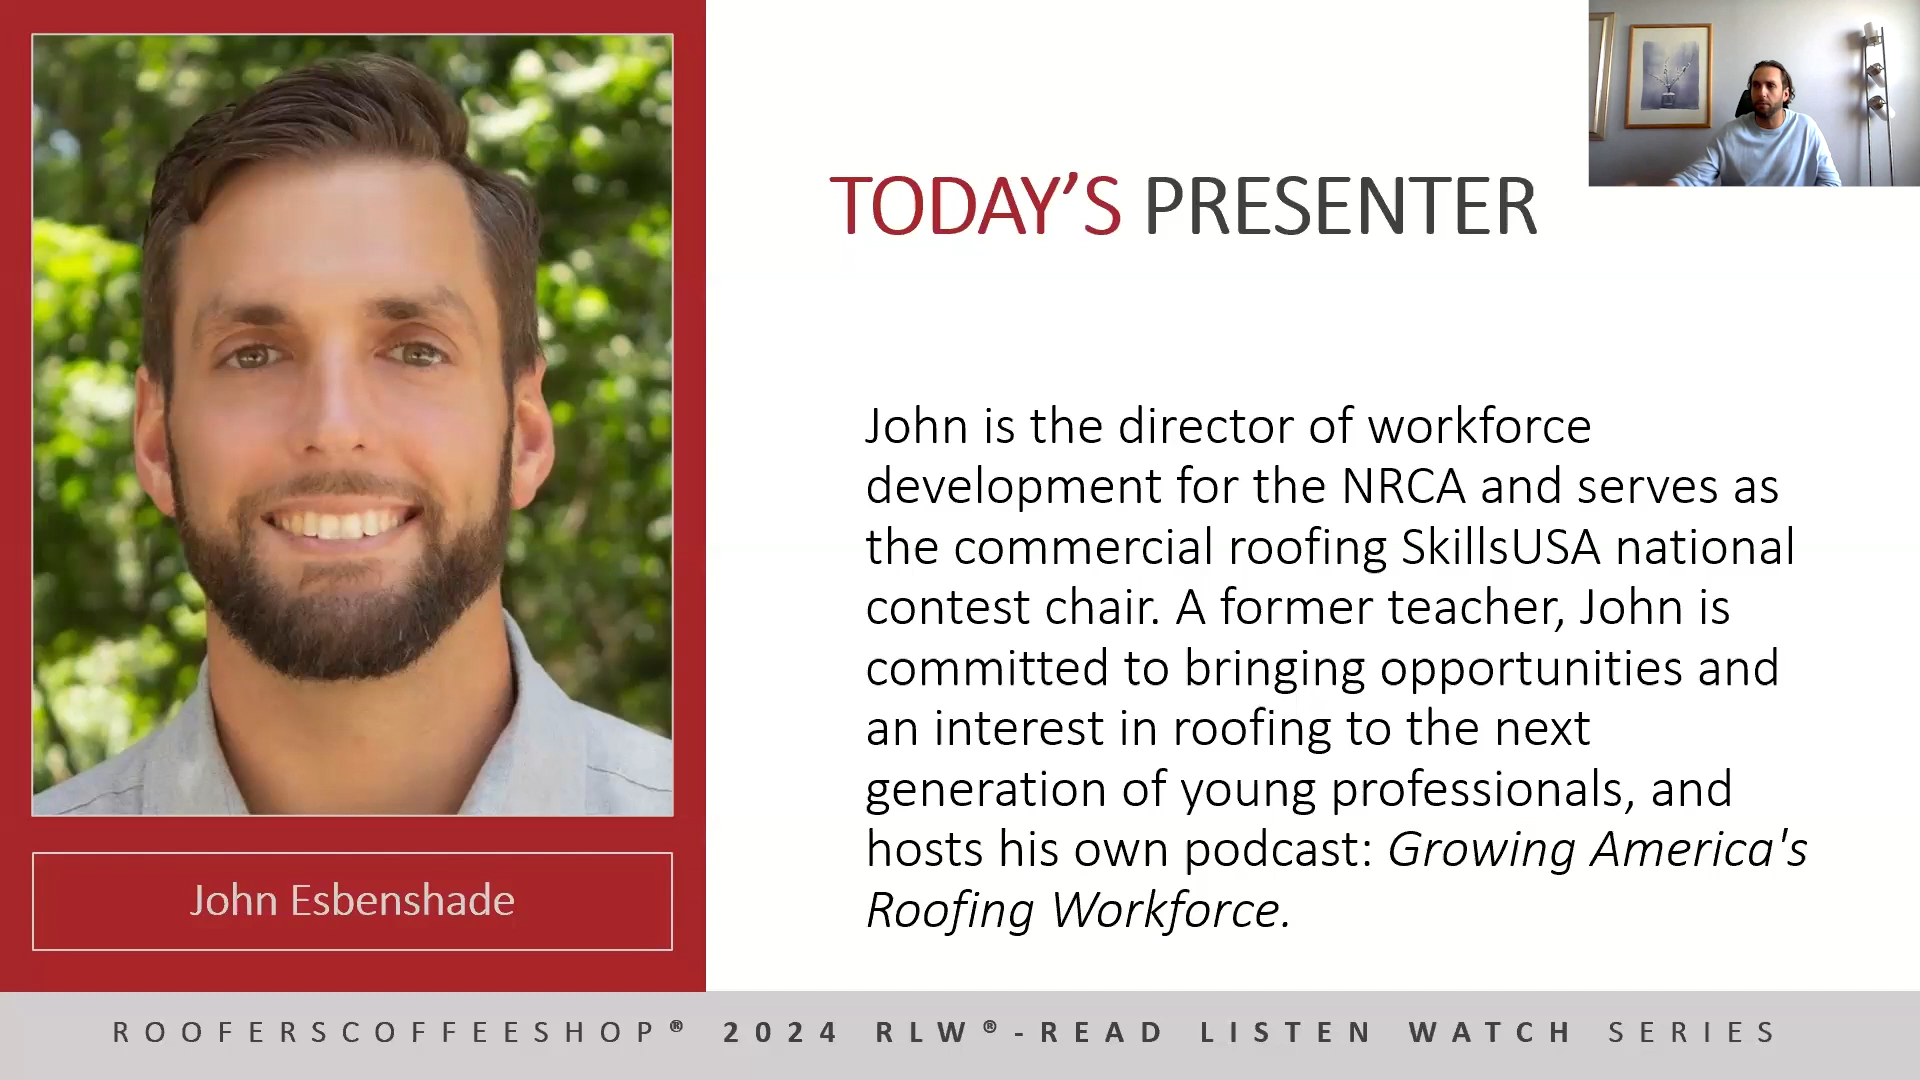 TODAY’S PRESENTER
John is the director of workforce
development for the NRCA and serves as
the commercial roofing SkillsUSA national
contest chair. A former teacher, John is
committed to bringing opportunities and
an interest in roofing to the next
generation of young professionals, and
hosts his own podcast: Growing America's
Roofing Workforce.
John Esbenshade
ROOFERSCOFFEESHOP® 2024 RLW®-READ LISTEN WATCH SERIES